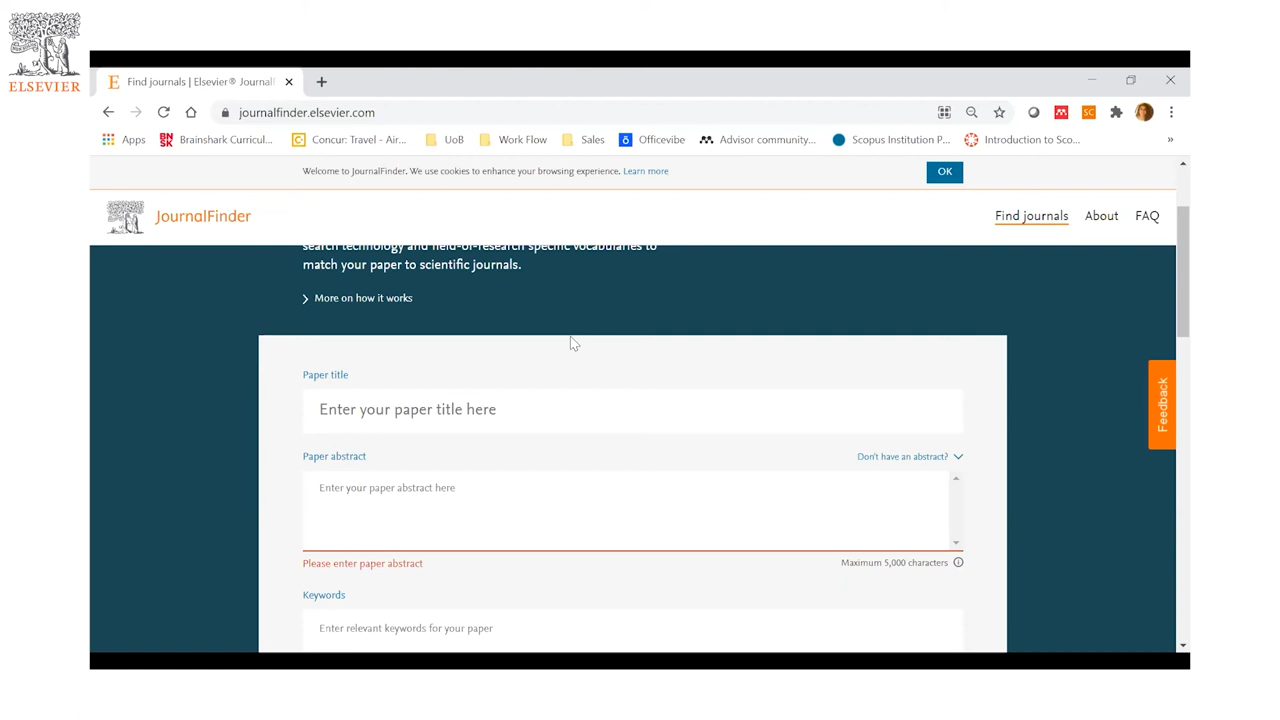 ELSEVIER
Find journals | Elsevier® Journal
journalfinder.elsevier.com
Apps
BN SK
Brainshark Curricul...
Concur: Travel - Air...
UoB
Work Flow
Sales
Officevibe
Advisor community...
Scopus Institution P...
Introduction to Sco...
SC
Welcome to JournalFinder. We use cookies to enhance your browsing experience. Learn more
OK
JournalFinder
Find journals
About
FAQ
search technology and field-of-research specific vocabularies to
match your paper to scientific journals.
More on how it works
Paper title
Enter your paper title here
Feedback
Paper abstract
Don't have an abstract?
Enter your paper abstract here
Please enter paper abstract
Maximum 5,000 characters
Keywords
Enter relevant keywords for your paper